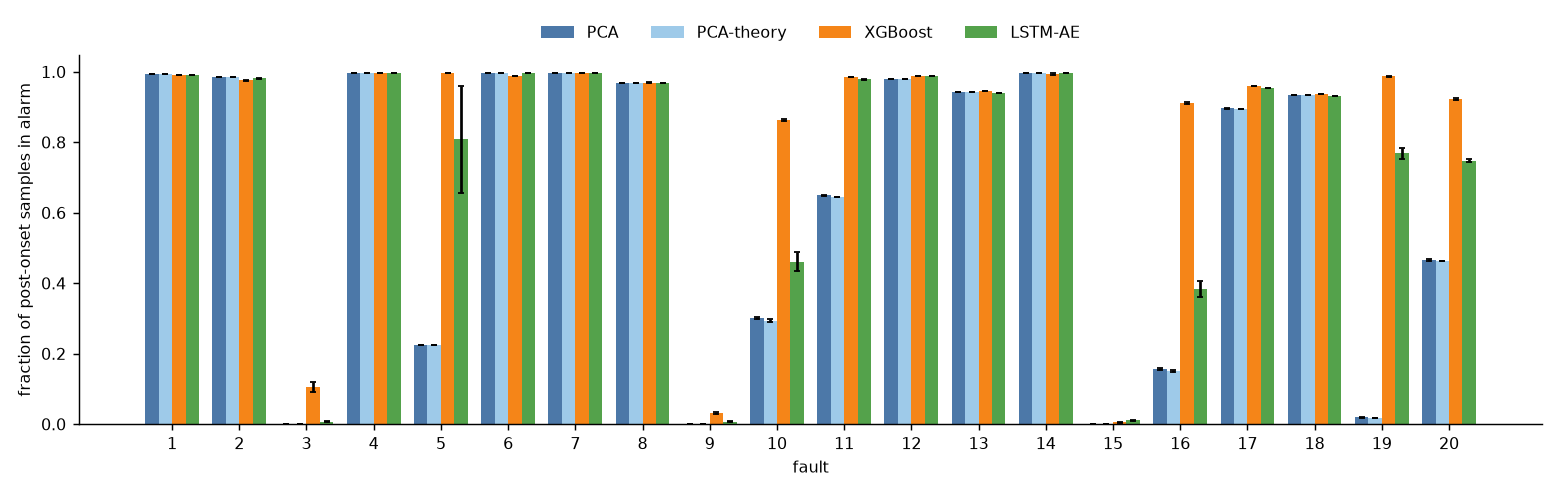 PCA PCA-theory XGBoost LSTM-AE
fraction of post-onset samples in alarm
1.0
0.8
0.6
0.4
0.2
0.0
1 2 3 4 5 6 7 8 9 10 11 12 13 14 15 16 17 18 19 20
fault